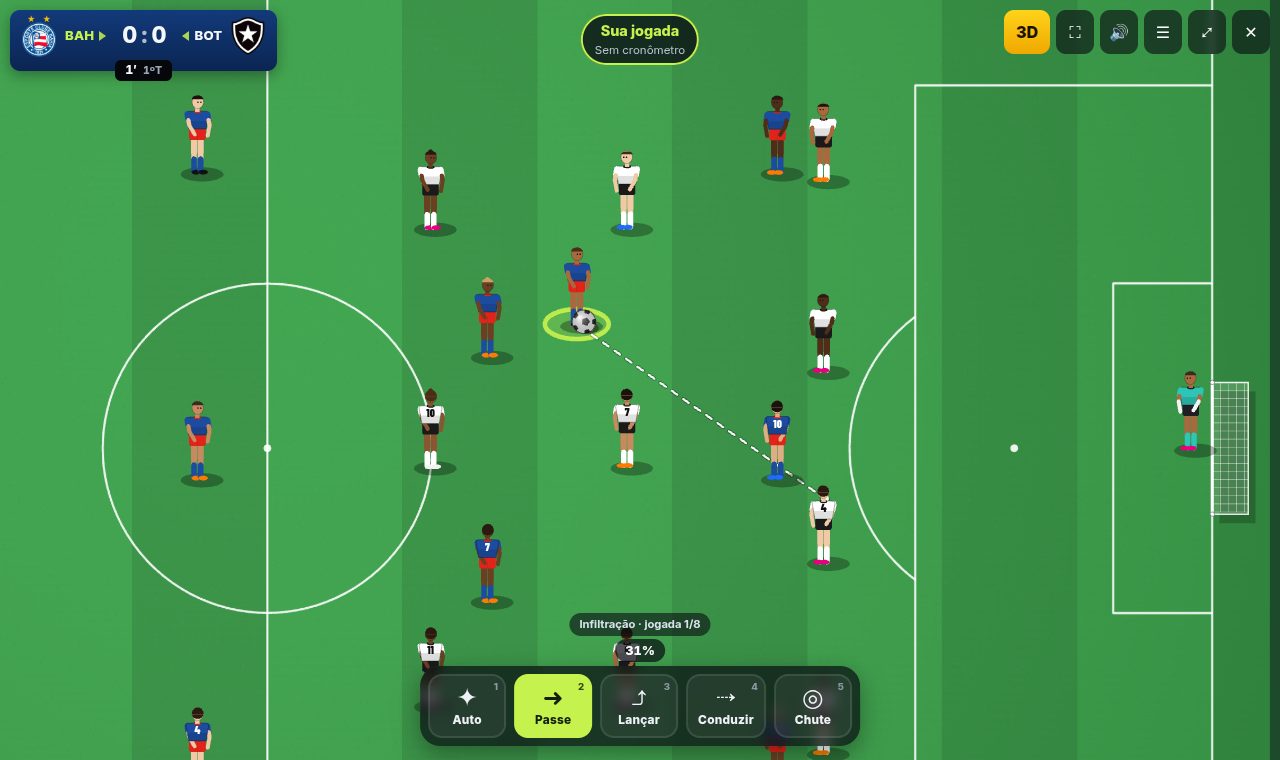 BAH 0:0 BOT
1' 1ºT
Sua jogada
Sem cronômetro
3D
10
7
10
4
7
11
4
Infiltração · jogada 1/8
31%
1
Auto
2
Passe
3
Lançar
4
Conduzir
5
Chute